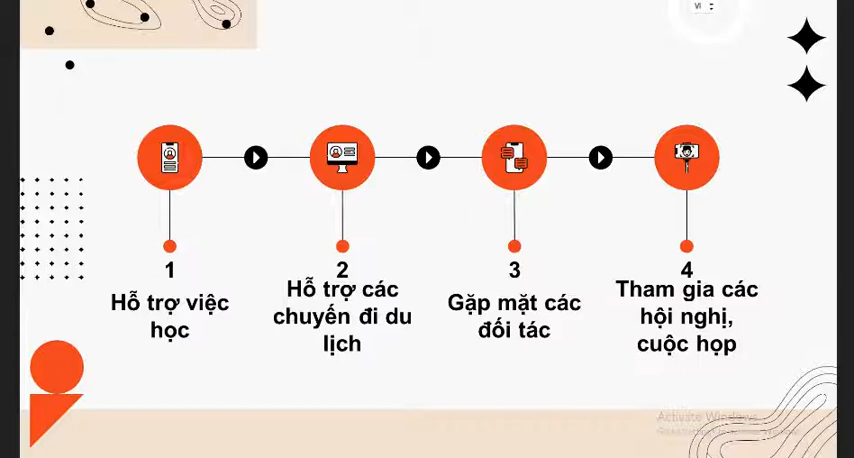 VI
1
Hỗ trợ việc
học
2
Hỗ trợ các
chuyến đi du
lịch
3
Gặp mặt các
đối tác
4
Tham gia các
hội nghị,
cuộc họp
Activate Windows